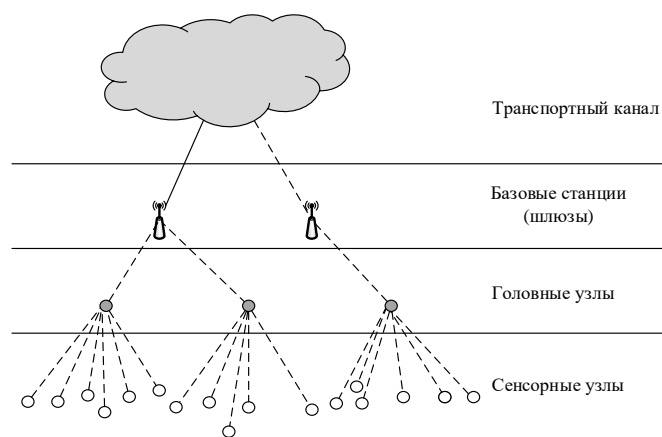 Транспортный канал
Базовые станции
(шлюзы)
Головные узлы
Сенсорные узлы